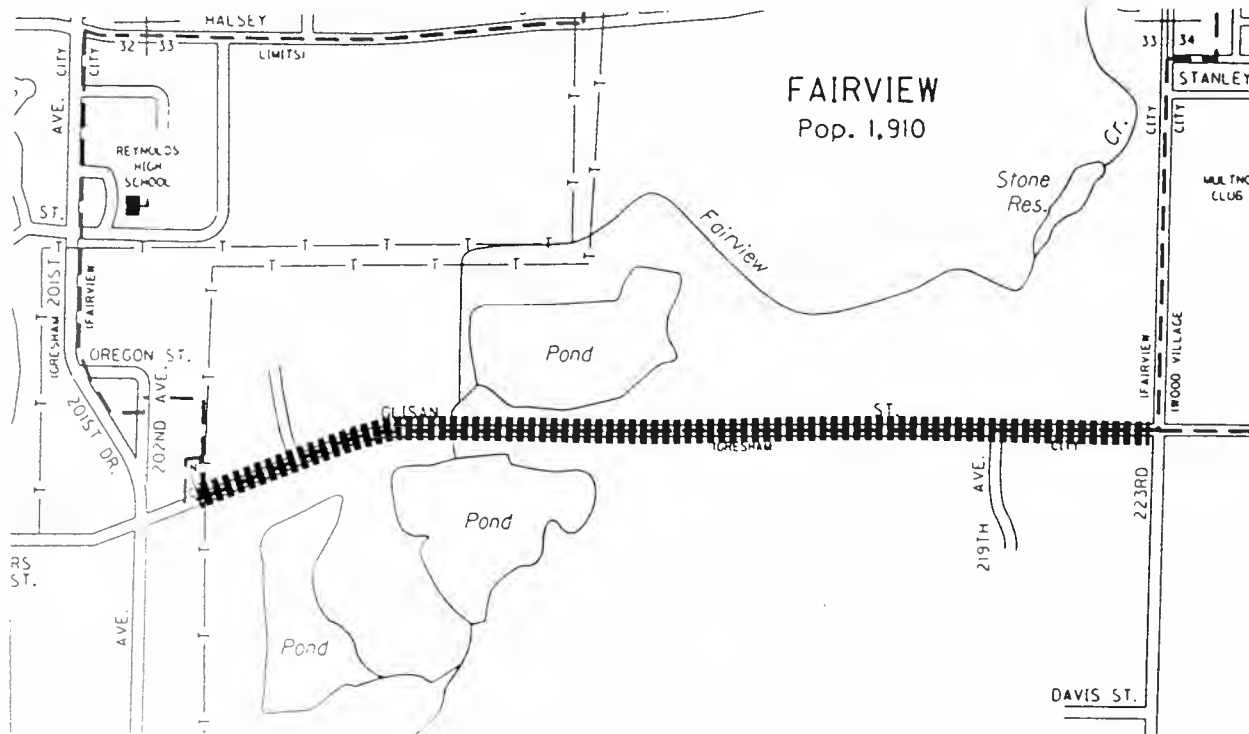 HALSEY
32 33
LIMITS)
CITY
CITY
AVE.
REYNOLDS
HIGH
SCHOOL
ST.
FAIRVIEW
Pop. 1,910
33 34
STANLEY
CITY
CITY
Cr.
Stone
Res.
CLUB
Fairview
T
(GRESHAM
201ST
(FAIRVIEW
OREGON ST.
201ST DR.
202ND AVE.
Pond
GLISAN ST.
(GRESHAM CITY
(FAIRVIEW
(WOOD VILLAGE
223RD
219TH AVE.
Pond
Pond
RS
ST.
AVE.
DAVIS ST.